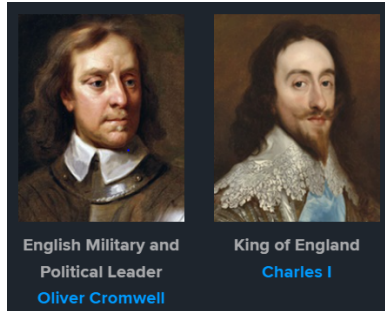 English Military and
Political Leader
Oliver Cromwell
King of England
Charles I